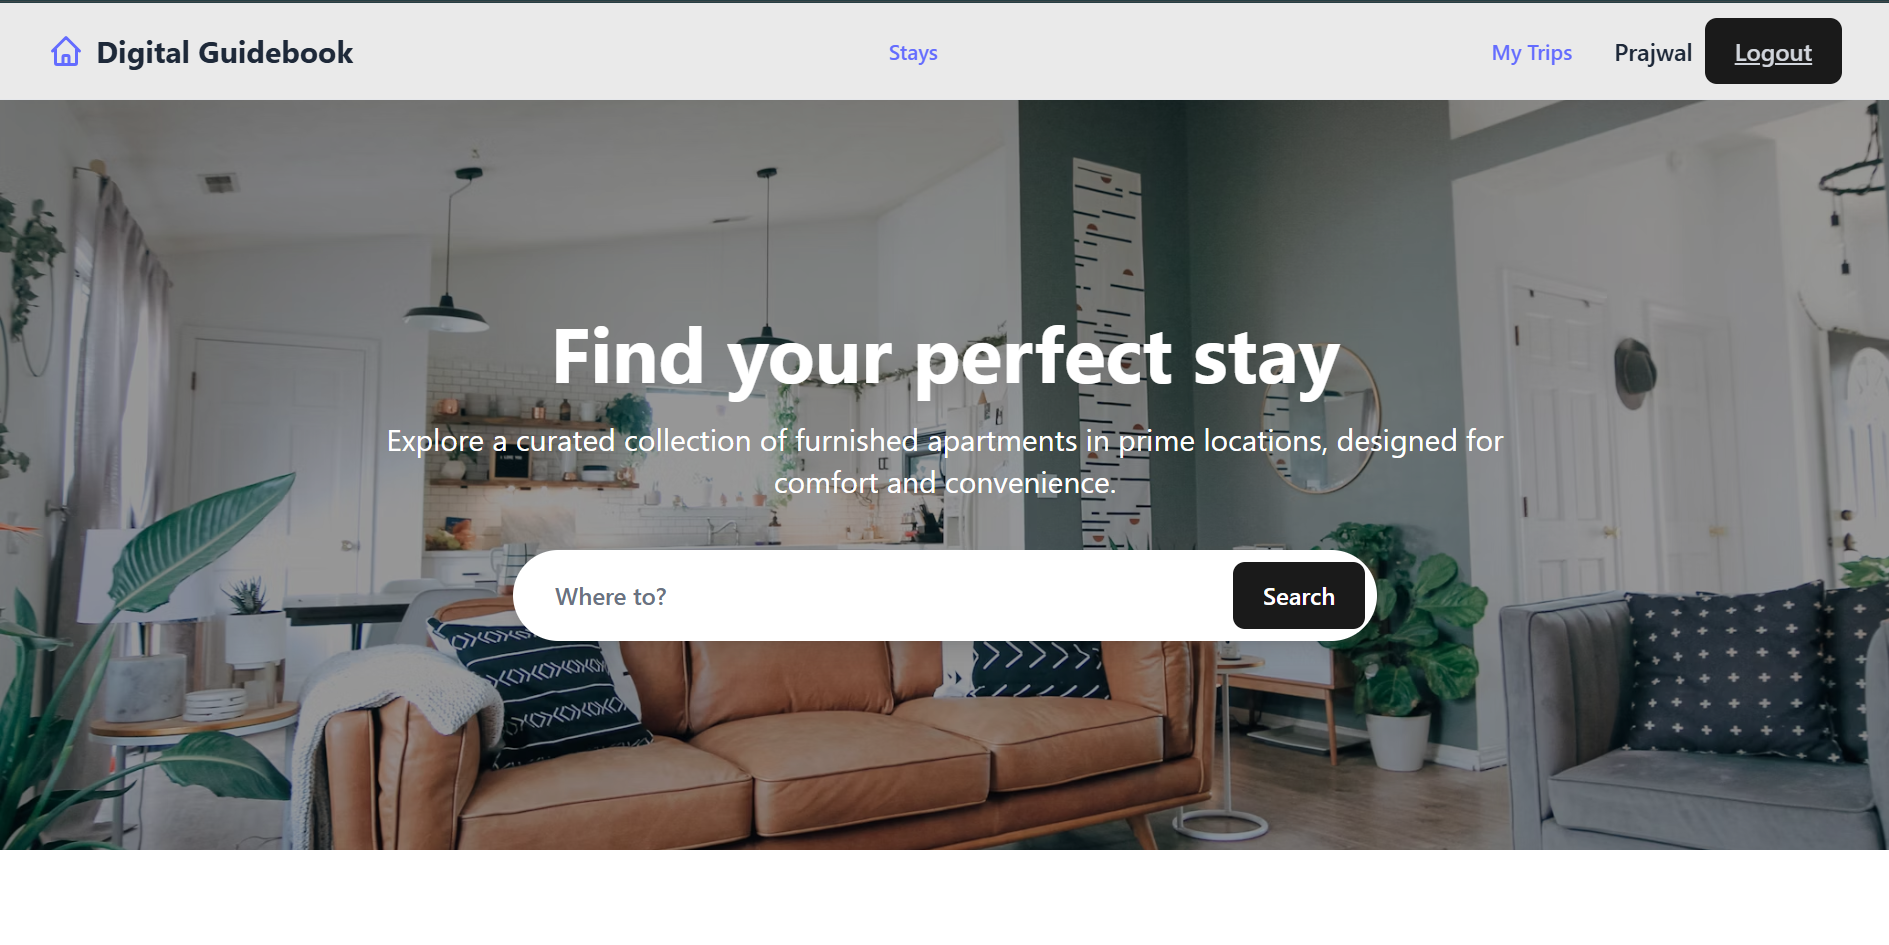 Digital Guidebook
Stays
My Trips
Prajwal
Logout
Find your perfect stay
Explore a curated collection of furnished apartments in prime locations, designed for
comfort and convenience.
Where to?
Search